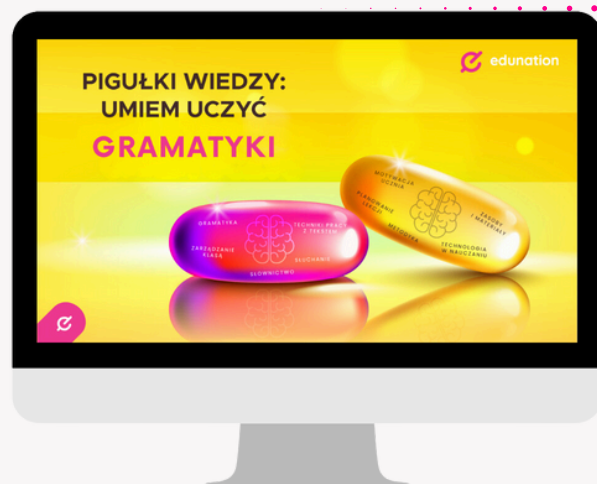 edunation
PIGUŁKI WIEDZY:
UMIEM UCZYĆ
GRAMATYKI
MOTYWACJA
UCZNIA
PLANOWANIE
LEKCJI
ZASOBY
I MATERIAŁY
METODYKA
TECHNOLOGIA
W NAUCZANIU
GRAMATYKA
TECHNIKI PRACY
Z TEKSTEM
ZARZĄDZANIE
KLASĄ
SŁUCHANIE
SŁOWNICTWO